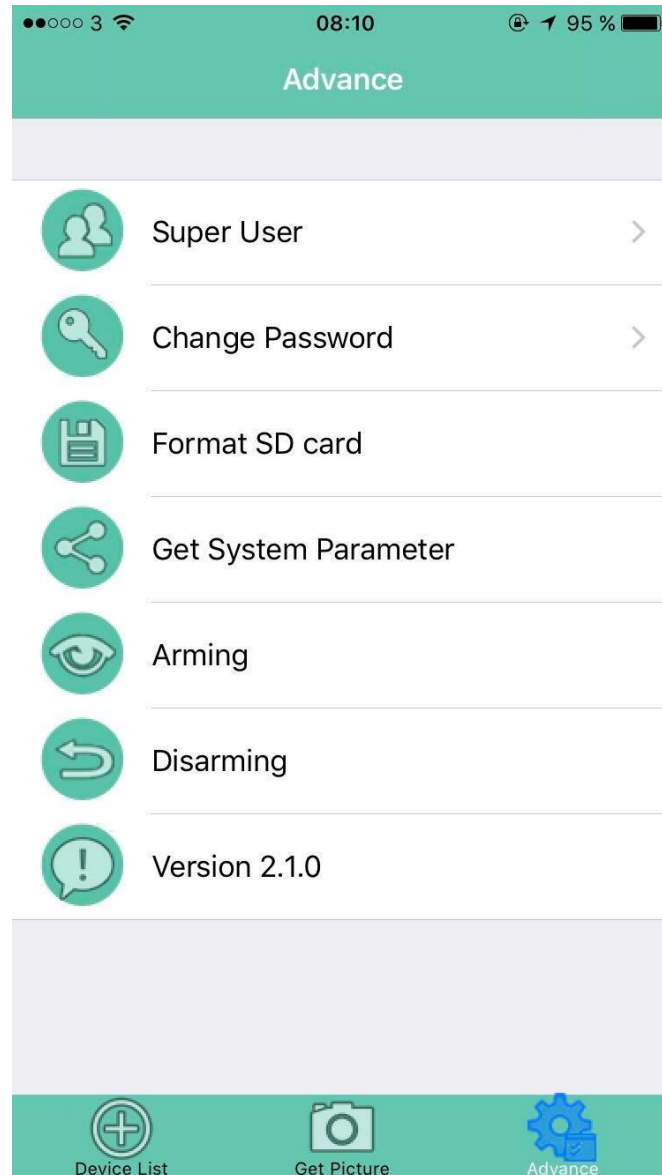 3 08:10 95 %
Advance
Super User
Change Password
Format SD card
Get System Parameter
Arming
Disarming
Version 2.1.0
Device List Get Picture Advance